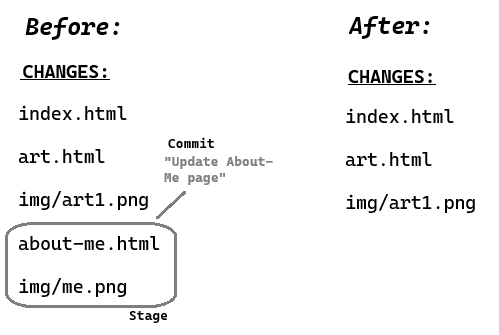 Before:
CHANGES:
index.html
art.html
img/art1.png
about-me.html
img/me.png
Stage
Commit
"Update About-
Me page"
After:
CHANGES:
index.html
art.html
img/art1.png